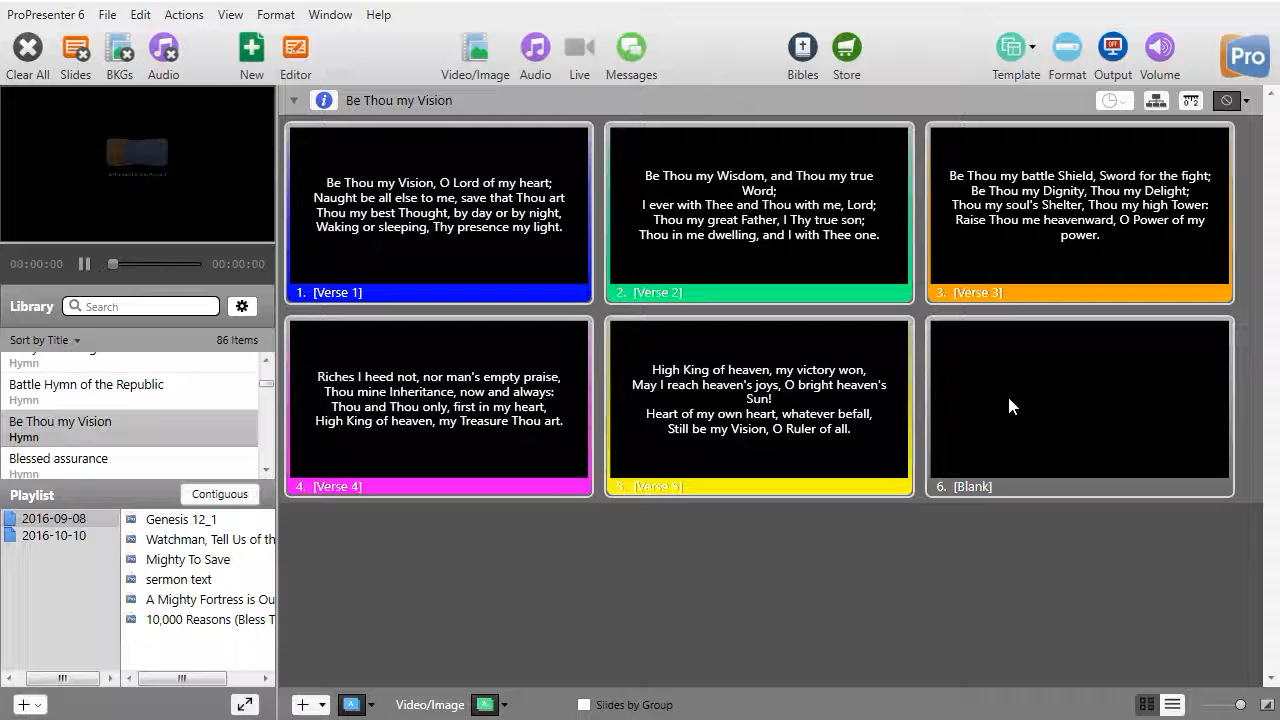 ProPresenter 6 File Edit Actions View Format Window Help
Clear All Slides BKGs Audio New Editor Video/Image Audio Live Messages Bibles Store Template Format Output Volume
Pro
Be Thou my Vision
Be Thou my Vision, O Lord of my heart;
Naught be all else to me, save that Thou art
Thou my best Thought, by day or by night,
Waking or sleeping, Thy presence my light.
1. [Verse 1]
Be Thou my Wisdom, and Thou my true
Word;
I ever with Thee and Thou with me, Lord;
Thou my great Father, I Thy true son;
Thou in me dwelling, and I with Thee one.
2. [Verse 2]
Be Thou my battle Shield, Sword for the fight;
Be Thou my Dignity, Thou my Delight;
Thou my soul's Shelter, Thou my high Tower:
Raise Thou me heavenward, O Power of my
power.
3. [Verse 3]
Riches I heed not, nor man's empty praise,
Thou mine Inheritance, now and always:
Thou and Thou only, first in my heart,
High King of heaven, my Treasure Thou art.
4. [Verse 4]
High King of heaven, my victory won,
May I reach heaven's joys, O bright heaven's
Sun!
Heart of my own heart, whatever befall,
Still be my Vision, O Ruler of all.
5. [Verse 5]
6. [Blank]
00:00:00 00:00:00
Library Search
Sort by Title 86 Items
Hymn
Battle Hymn of the Republic
Hymn
Be Thou my Vision
Hymn
Blessed assurance
Hymn
Playlist Contiguous
2016-09-08
2016-10-10
Genesis 12_1
Watchman, Tell Us of th
Mighty To Save
sermon text
A Mighty Fortress is Ou
10,000 Reasons (Bless T
Video/Image Slides by Group